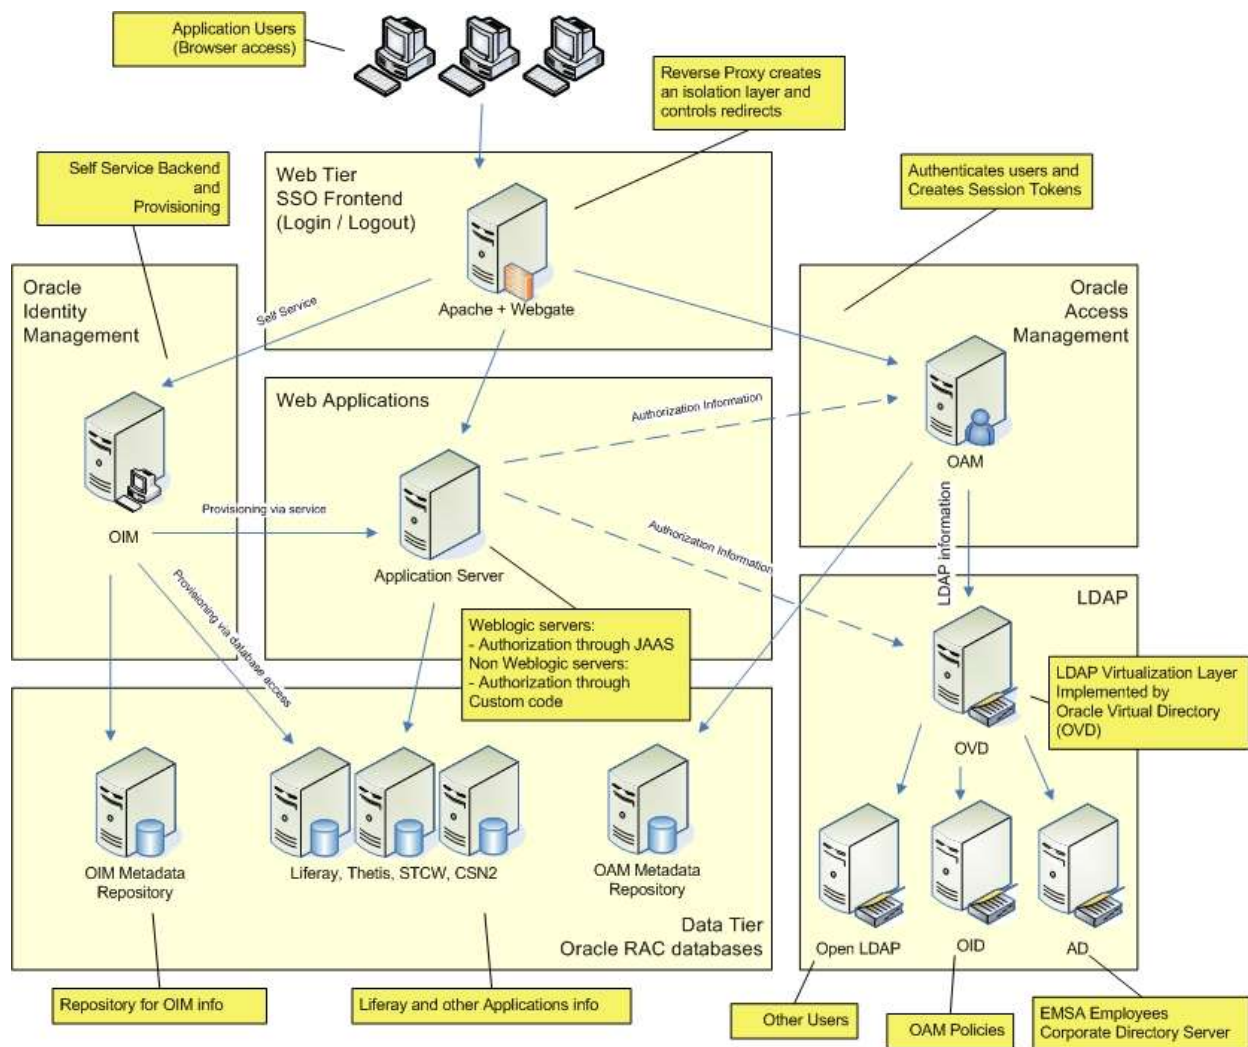 Application Users
(Browser access)
Reverse Proxy creates
an isolation layer and
controls redirects
Self Service Backend
and
Provisioning
Web Tier
SSO Frontend
(Login / Logout)
Authenticates users and
Creates Session Tokens
Oracle
Identity
Management
Self Service
Apache + Webgate
Oracle
Access
Management
Web Applications
Authorization Information
OAM
OIM
Provisioning via service
Application Server
Authorization Information
LDAP information
Provisioning via database access
Weblogic servers:
- Authorization through JAAS
Non Weblogic servers:
- Authorization through
Custom code
LDAP
LDAP Virtualization Layer
Implemented by
Oracle Virtual Directory
(OVD)
OVD
OIM Metadata
Repository
Liferay, Thetis, STCW, CSN2
OAM Metadata
Repository
Data Tier
Oracle RAC databases
Open LDAP
OID
AD
Repository for OIM info
Liferay and other Applications info
Other Users
OAM Policies
EMSA Employees
Corporate Directory Server